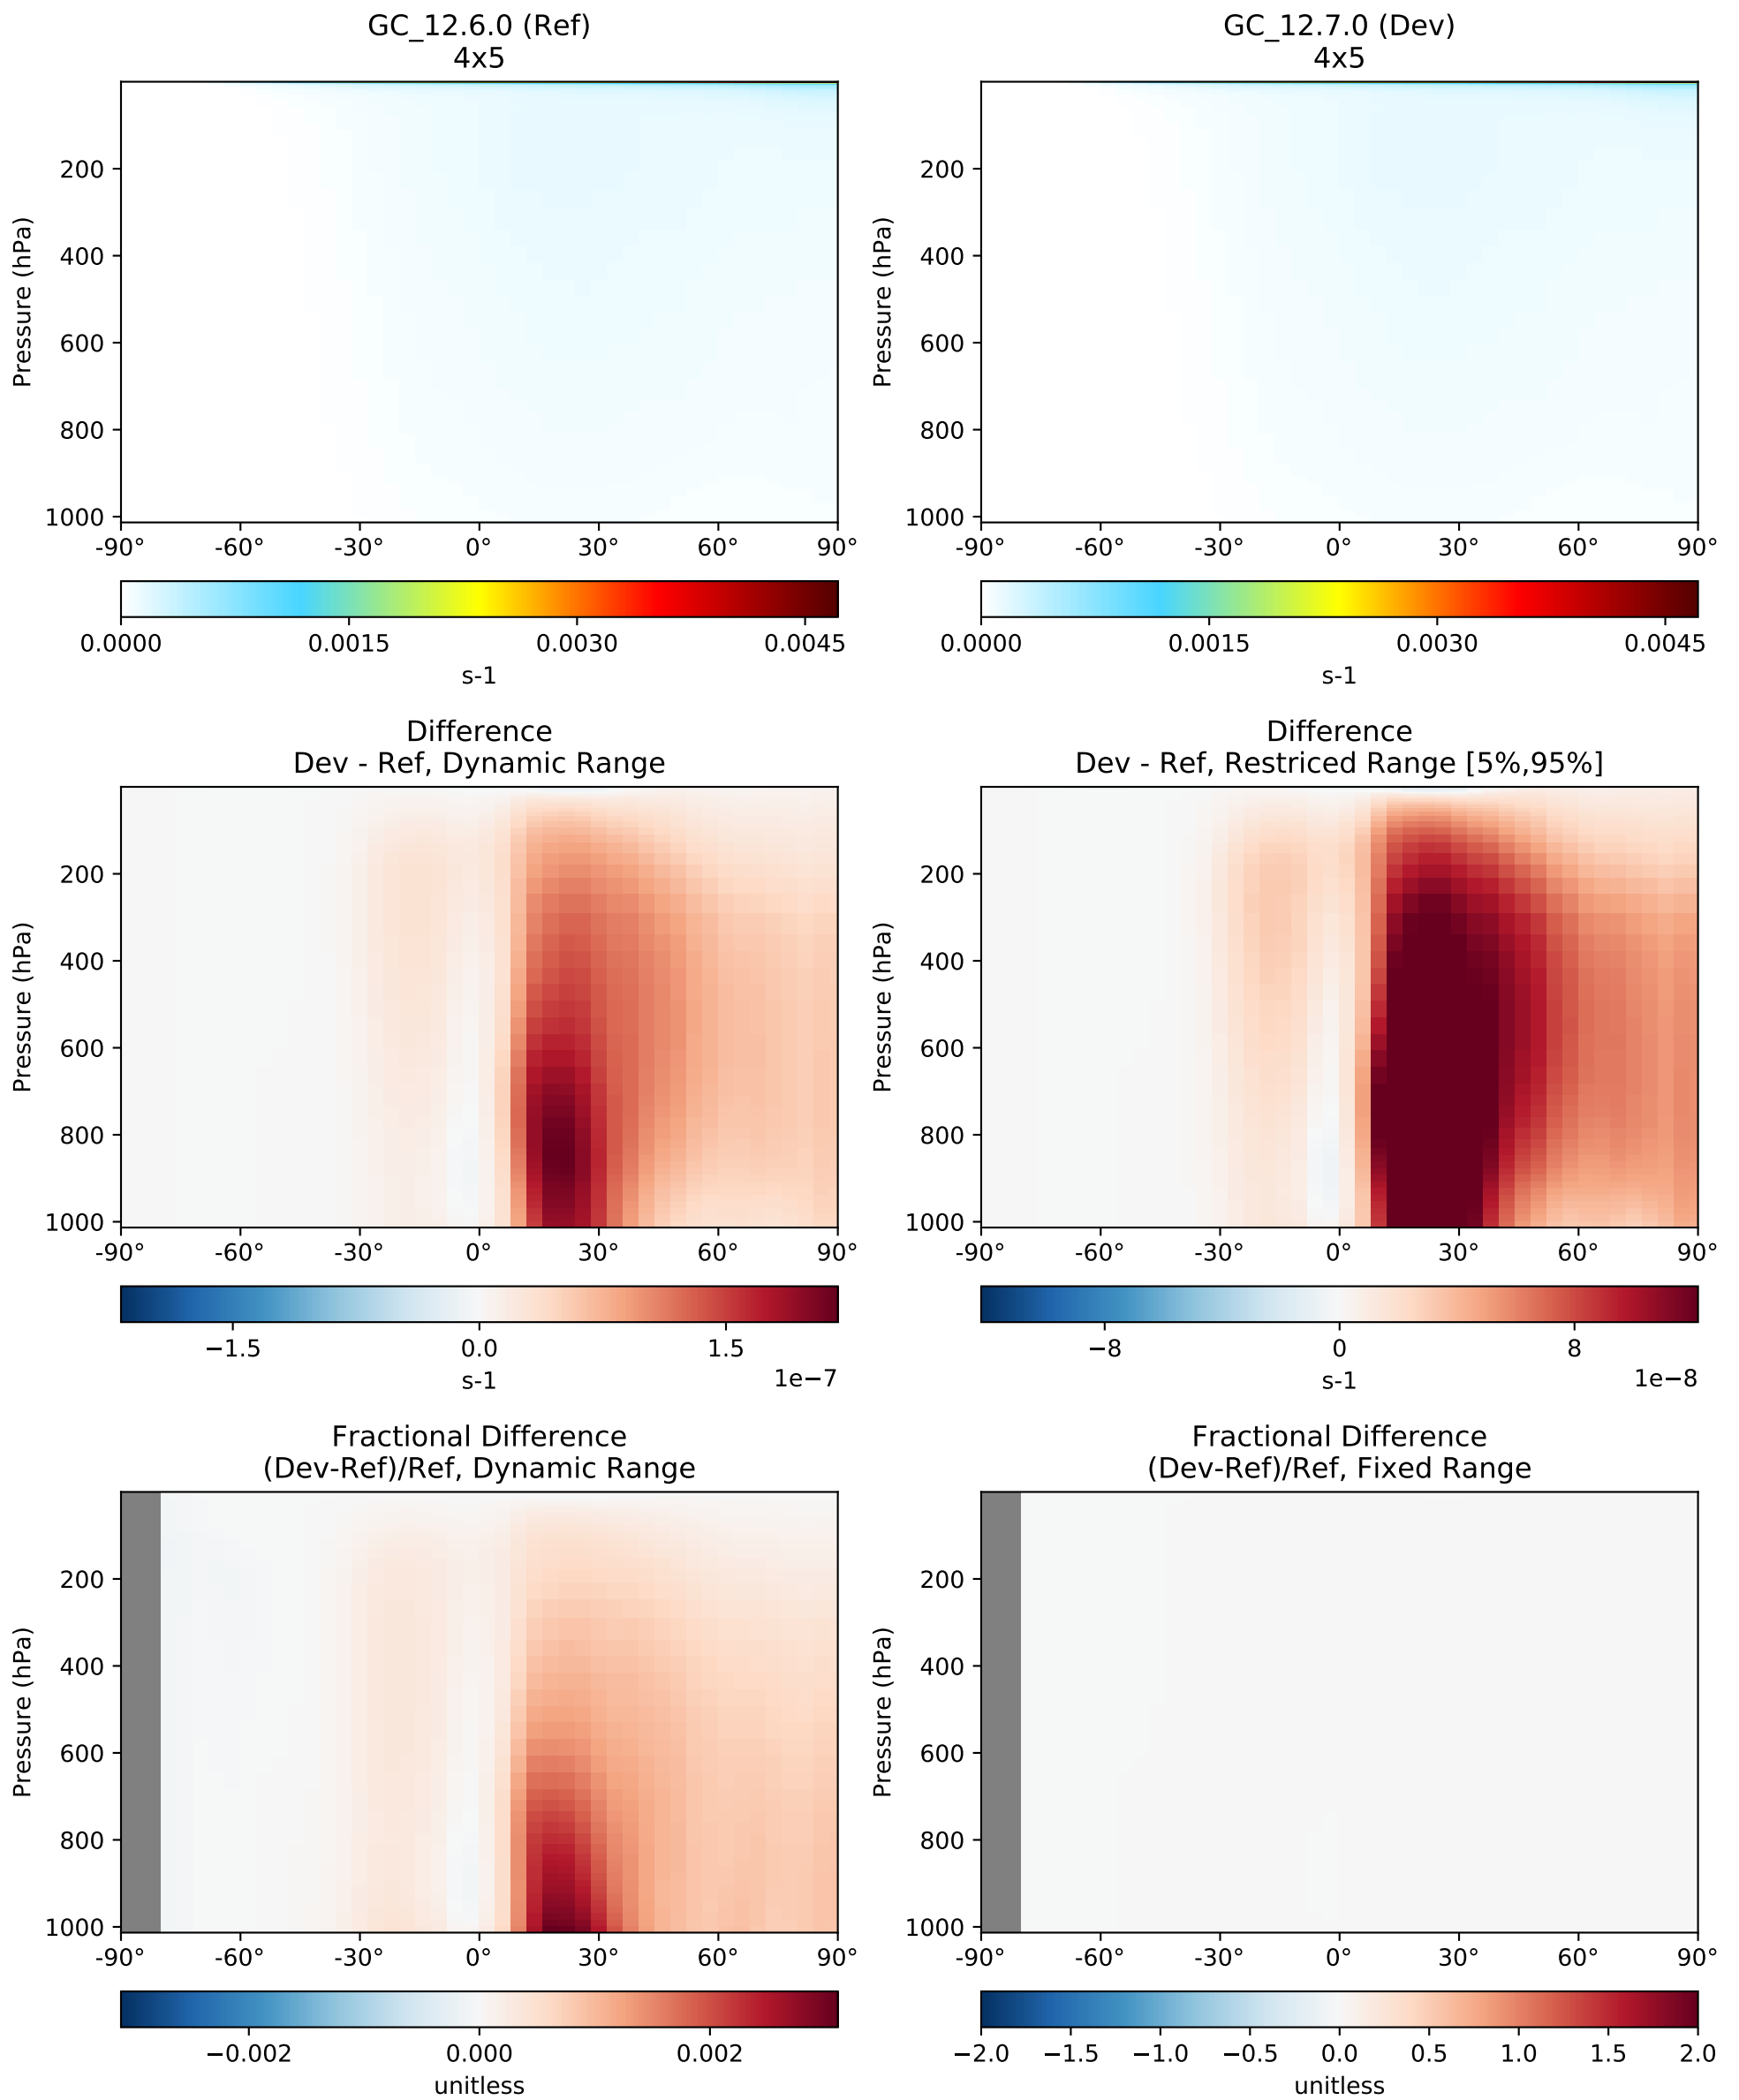 GC_12.6.0 (Ref)
4x5
Pressure (hPa)
200
400
600
800
1000
-90° -60° -30° 0° 30° 60° 90°
0.0000 0.0015 0.0030 0.0045
s-1
GC_12.7.0 (Dev)
4x5
Pressure (hPa)
200
400
600
800
1000
-90° -60° -30° 0° 30° 60° 90°
0.0000 0.0015 0.0030 0.0045
s-1
Difference
Dev - Ref, Dynamic Range
Pressure (hPa)
200
400
600
800
1000
-90° -60° -30° 0° 30° 60° 90°
−1.5 0.0 1.5
s-1 1e−7
Difference
Dev - Ref, Restriced Range [5%,95%]
Pressure (hPa)
200
400
600
800
1000
-90° -60° -30° 0° 30° 60° 90°
−8 0 8
s-1 1e−8
Fractional Difference
(Dev-Ref)/Ref, Dynamic Range
Pressure (hPa)
200
400
600
800
1000
-90° -60° -30° 0° 30° 60° 90°
−0.002 0.000 0.002
unitless
Fractional Difference
(Dev-Ref)/Ref, Fixed Range
Pressure (hPa)
200
400
600
800
1000
-90° -60° -30° 0° 30° 60° 90°
−2.0 −1.5 −1.0 −0.5 0.0 0.5 1.0 1.5 2.0
unitless